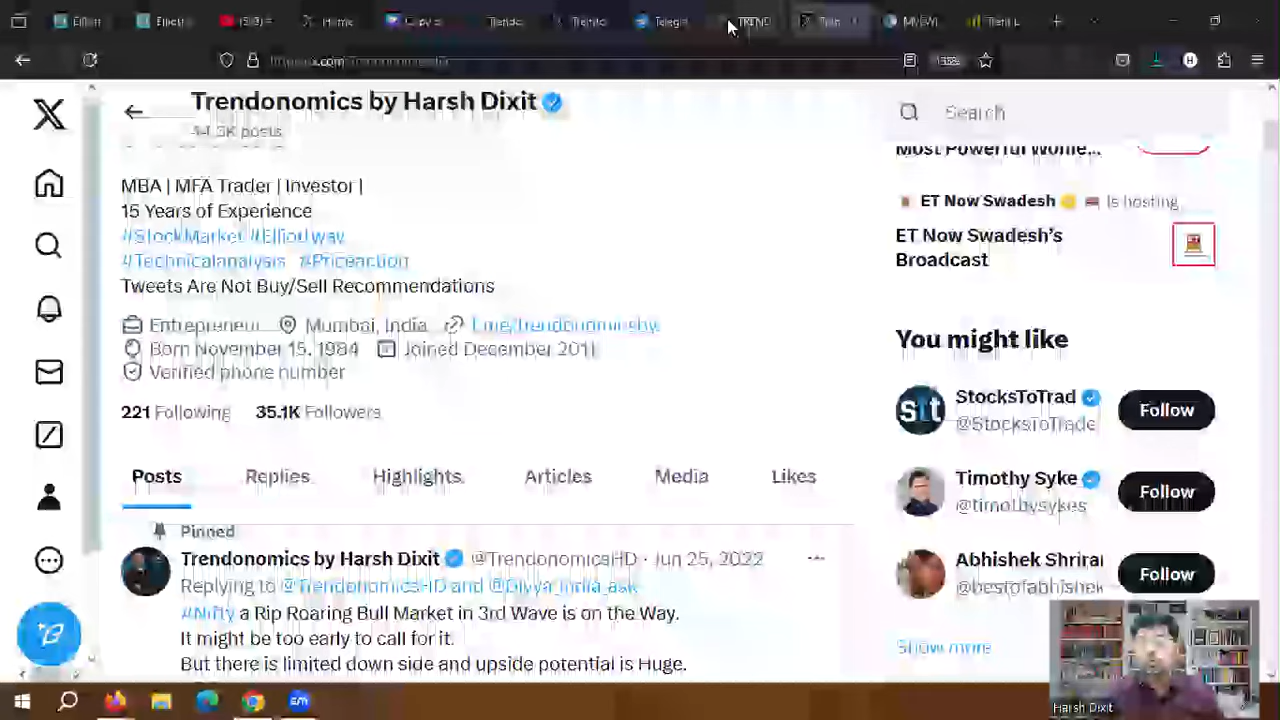 Home
Telegr
TREND
Trendonomics by Harsh Dixit
44.3K posts
Search
MBA | MFA Trader | Investor |
15 Years of Experience
#StockMarket #Elliotwav
#Technicalanalysis #Priceaction
Tweets Are Not Buy/Sell Recommendations
Entrepreneur Mumbai, India
Born November 15, 1984 Joined December 2011
Verified phone number
221 Following 35.1K Followers
Posts Replies Highlights Articles Media Likes
Pinned
Trendonomics by Harsh Dixit @TrendonomicsHD · Jun 25, 2022
Replying to @TrendonomicsHD and @Divya_india_ask
#Nifty a Rip Roaring Bull Market in 3rd Wave is on the Way.
It might be too early to call for it.
But there is limited down side and upside potential is Huge.
Most Powerful Wome...
ET Now Swadesh is hosting
ET Now Swadesh's
Broadcast
You might like
StocksToTrad
@StocksToTrade
Follow
Timothy Syke
@timothysykes
Follow
Abhishek Shrirar
@bestofabhishek
Follow
Show more
Harsh Dixit